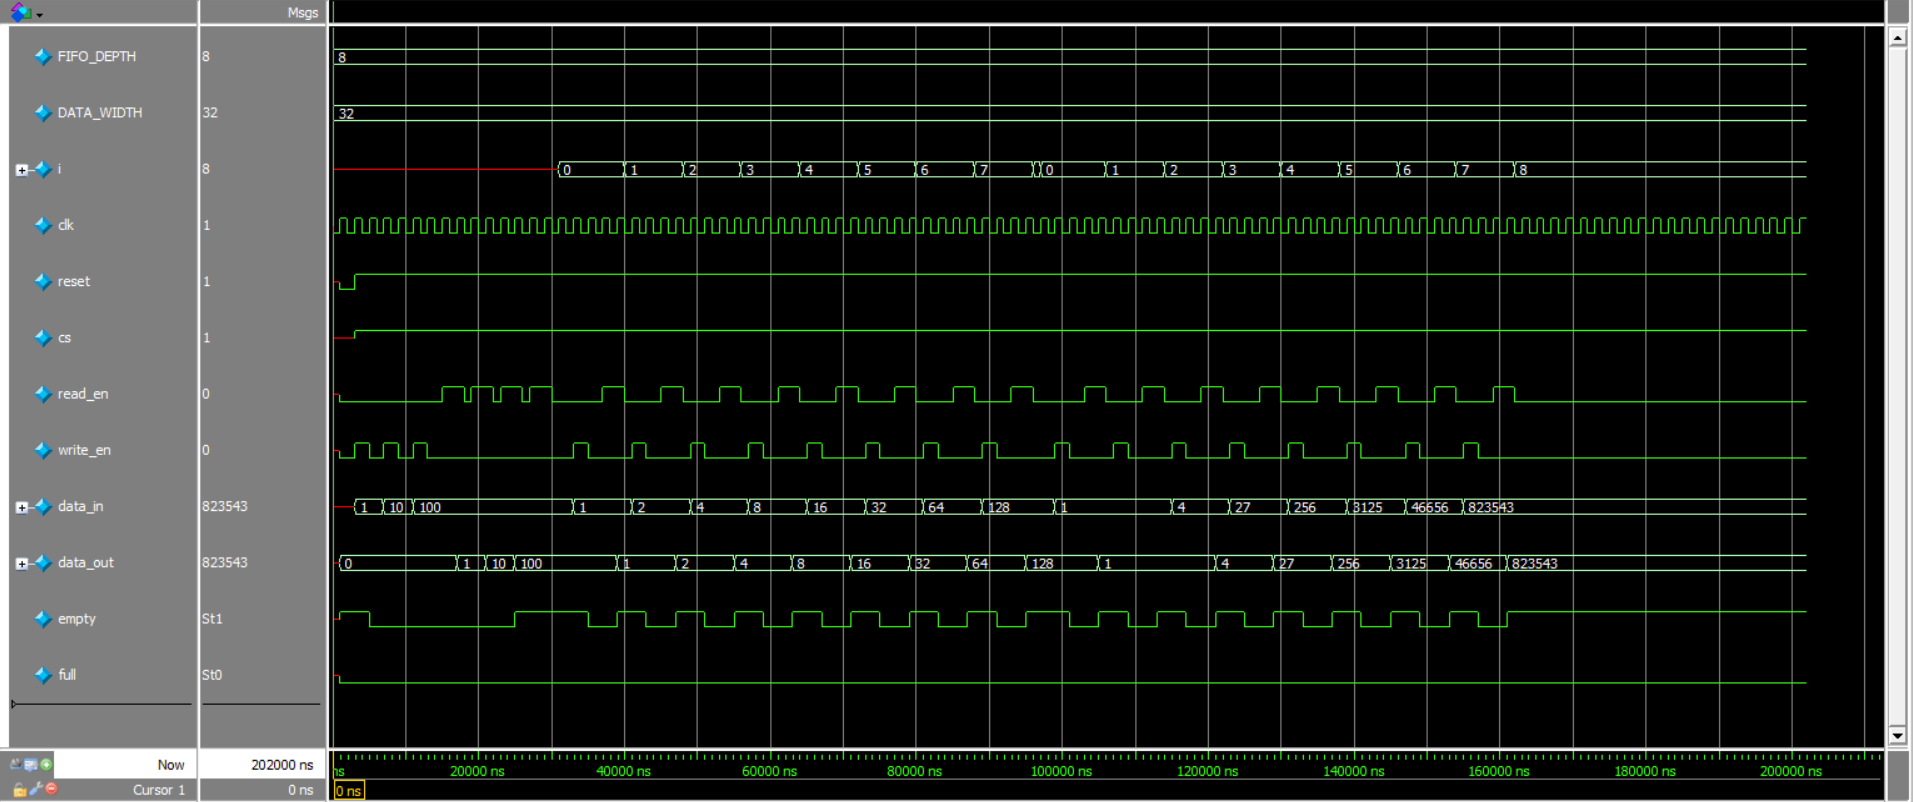 Msgs
FIFO_DEPTH 8 8
DATA_WIDTH 32 32
i 8 0 1 2 3 4 5 6 7 0 1 2 3 4 5 6 7 8
clk 1
reset 1
cs 1
read_en 0
write_en 0
data_in 823543 1 10 100 1 2 4 8 16 32 64 128 1 4 27 256 3125 46656 823543
data_out 823543 0 1 10 100 1 2 4 8 16 32 64 128 1 4 27 256 3125 46656 823543
empty St1
full St0
Now 202000 ns ns 20000 ns 40000 ns 60000 ns 80000 ns 100000 ns 120000 ns 140000 ns 160000 ns 180000 ns 200000 ns
Cursor 1 0 ns 0 ns